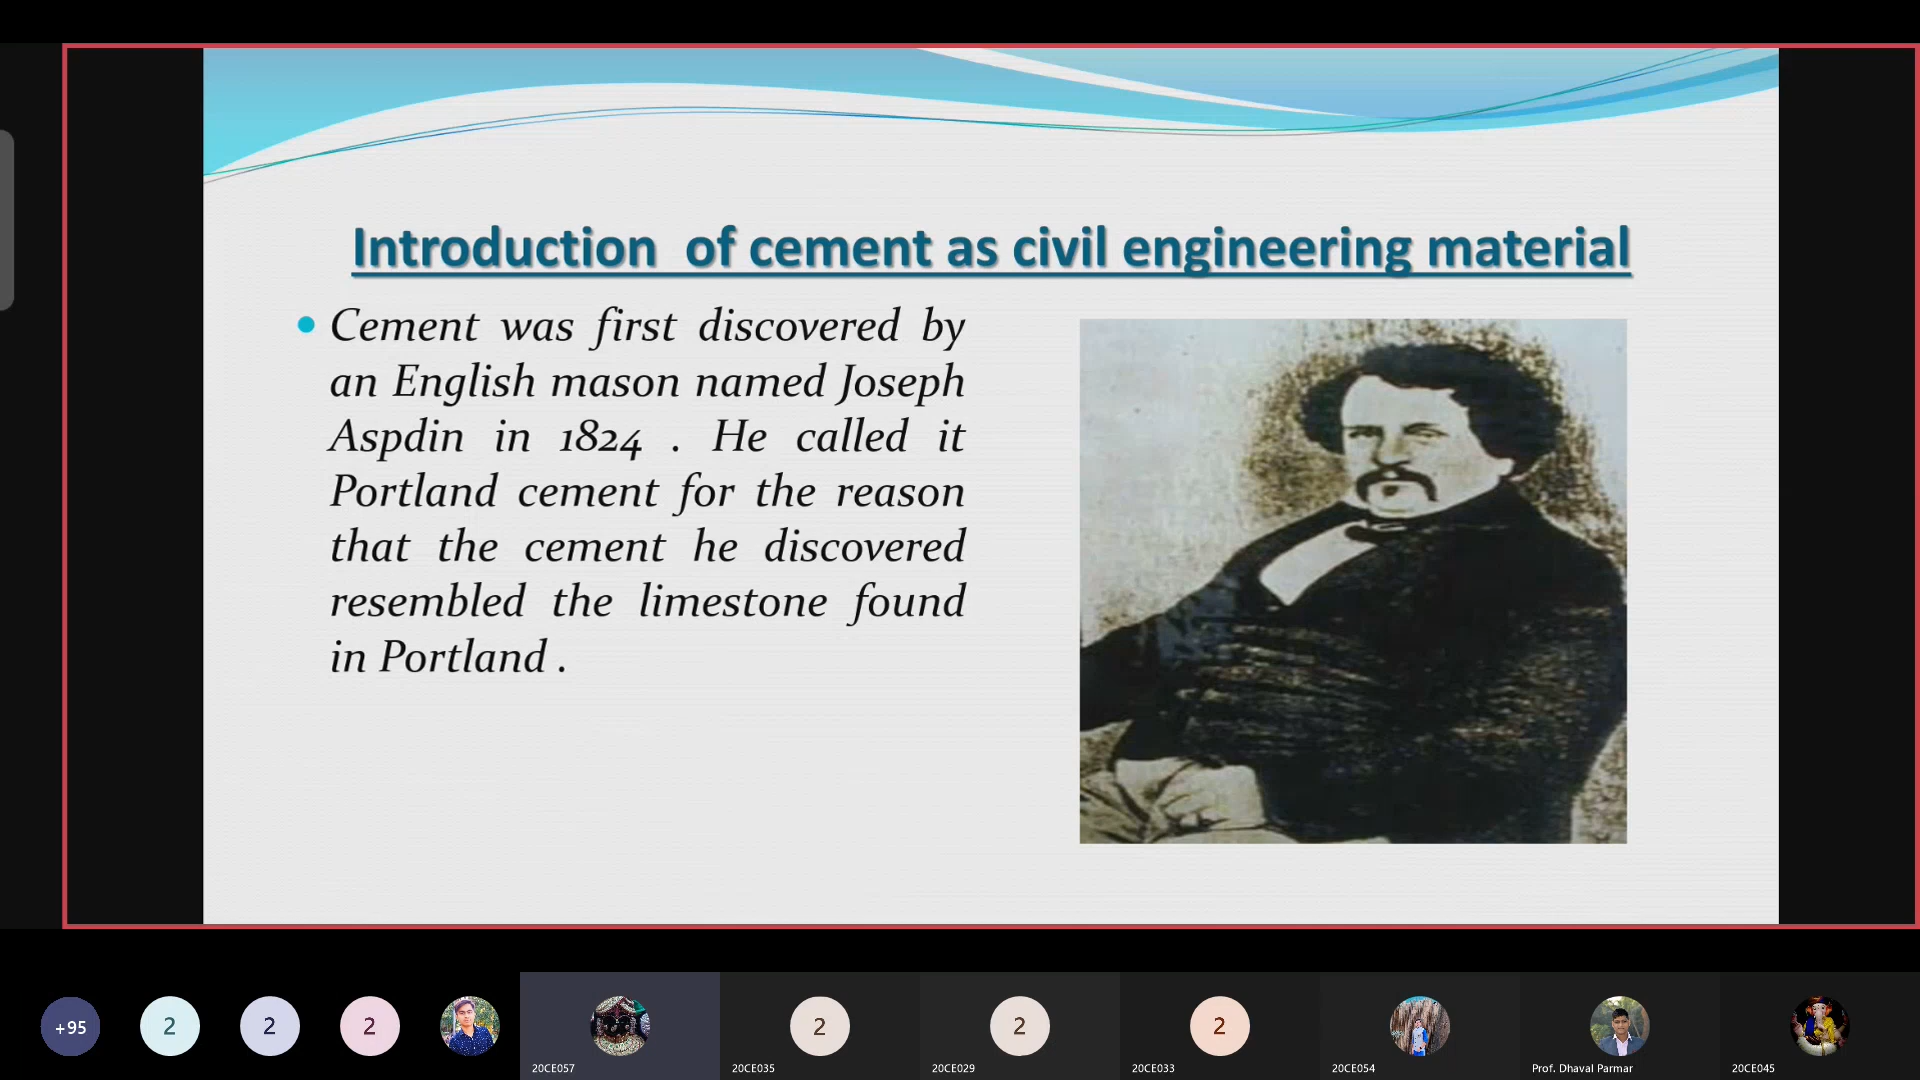 Introduction of cement as civil engineering material
Cement was first discovered by
an English mason named Joseph
Aspdin in 1824 . He called it
Portland cement for the reason
that the cement he discovered
resembled the limestone found
in Portland .
+95
2
2
2
2
2
2
20CE057
20CE035
20CE029
20CE033
20CE054
Prof. Dhaval Parmar
20CE045